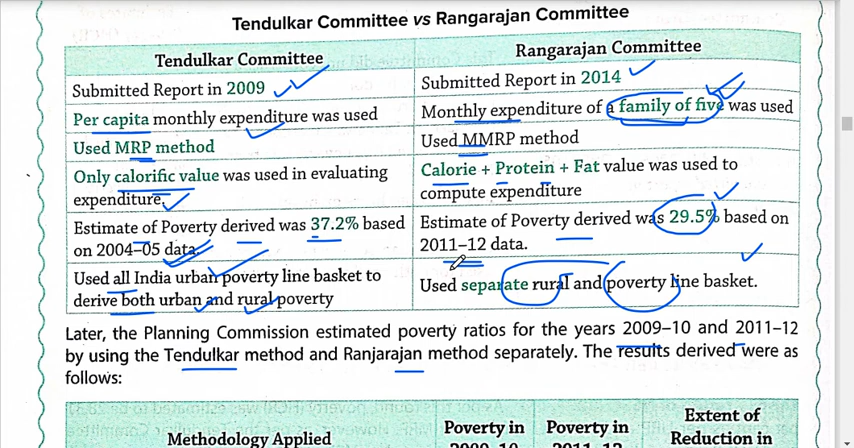 Tendulkar Committee vs Rangarajan Committee
Tendulkar Committee
Rangarajan Committee
Submitted Report in 2009
Submitted Report in 2014
Per capita monthly expenditure was used
Monthly expenditure of a family of five was used
Used MRP method
Used MMRP method
Only calorific value was used in evaluating
expenditure.
Calorie + Protein + Fat value was used to
compute expenditure
Estimate of Poverty derived was 37.2% based
on 2004–05 data.
Estimate of Poverty derived was 29.5% based on
2011–12 data.
Used all India urban poverty line basket to
derive both urban and rural poverty
Used separate rural and poverty line basket.
Later, the Planning Commission estimated poverty ratios for the years 2009–10 and 2011–12
by using the Tendulkar method and Ranjarajan method separately. The results derived were as
follows:
Methodology Applied
Poverty in
2009–10
Poverty in
2011–12
Extent of
Reduction in